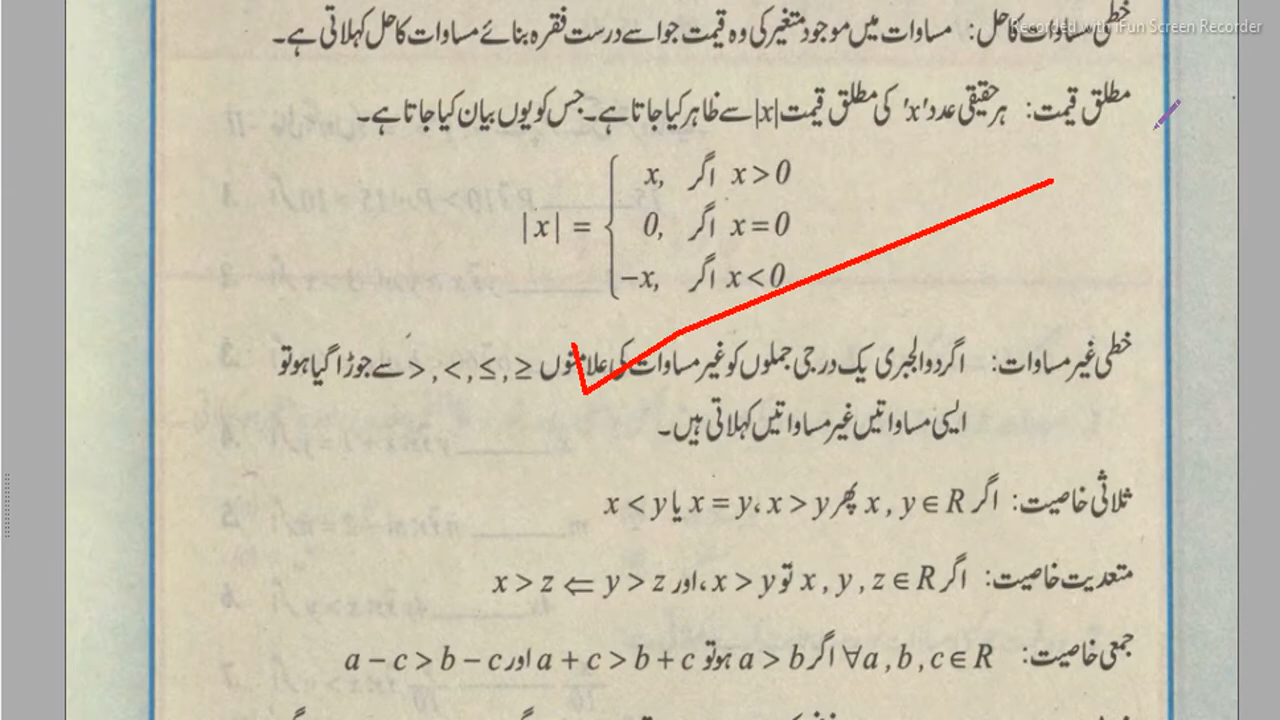 Recorded with iFun Screen Recorder
خطی مساوات کا حل: مساوات میں موجود متغیر کی وہ قیمت جو اسے درست فقرہ بنائے مساوات کا حل کہلاتی ہے۔
مطلق قیمت: ہر حقیقی عدد 'x' کی مطلق قیمت |x| سے ظاہر کیا جاتا ہے۔ جس کو یوں بیان کیا جاتا ہے۔
|x| = { x, اگر x > 0
0, اگر x = 0
−x, اگر x < 0
خطی غیر مساوات: اگر دو الجبری یک درجی جملوں کو غیر مساوات کی علامتوں ≥ , ≤ , < , > سے جوڑا گیا ہو تو
ایسی مساواتیں غیر مساواتیں کہلاتی ہیں۔
ثلاثی خاصیت: اگر x , y ∈ R پھر x > y، x = y یا x < y
متعدیت خاصیت: اگر x , y , z ∈ R تو x > y، اور y > z ⇐ x > z
جمعی خاصیت: ∀a , b , c ∈ R اگر a > b ہو تو a + c > b + c اور a − c > b − c